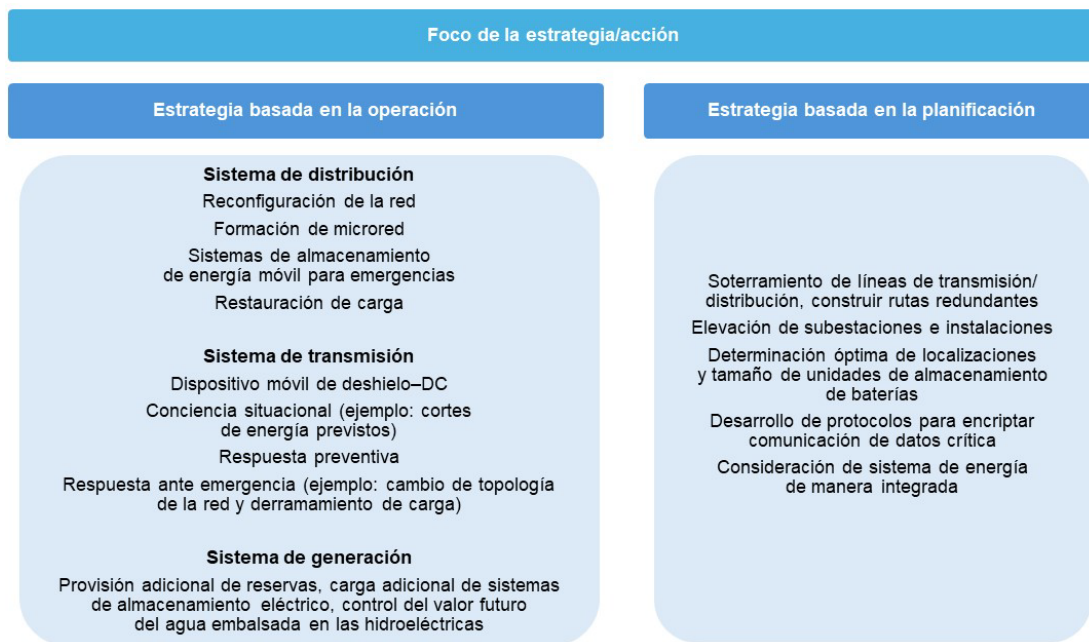 Foco de la estrategia/acción
Estrategia basada en la operación
Sistema de distribución
Reconfiguración de la red
Formación de microred
Sistemas de almacenamiento
de energía móvil para emergencias
Restauración de carga
Sistema de transmisión
Dispositivo móvil de deshielo–DC
Conciencia situacional (ejemplo: cortes
de energía previstos)
Respuesta preventiva
Respuesta ante emergencia (ejemplo: cambio de topología
de la red y derramamiento de carga)
Sistema de generación
Provisión adicional de reservas, carga adicional de sistemas
de almacenamiento eléctrico, control del valor futuro
del agua embalsada en las hidroeléctricas
Estrategia basada en la planificación
Soterramiento de líneas de transmisión/
distribución, construir rutas redundantes
Elevación de subestaciones e instalaciones
Determinación óptima de localizaciones
y tamaño de unidades de almacenamiento
de baterías
Desarrollo de protocolos para encriptar
comunicación de datos crítica
Consideración de sistema de energía
de manera integrada